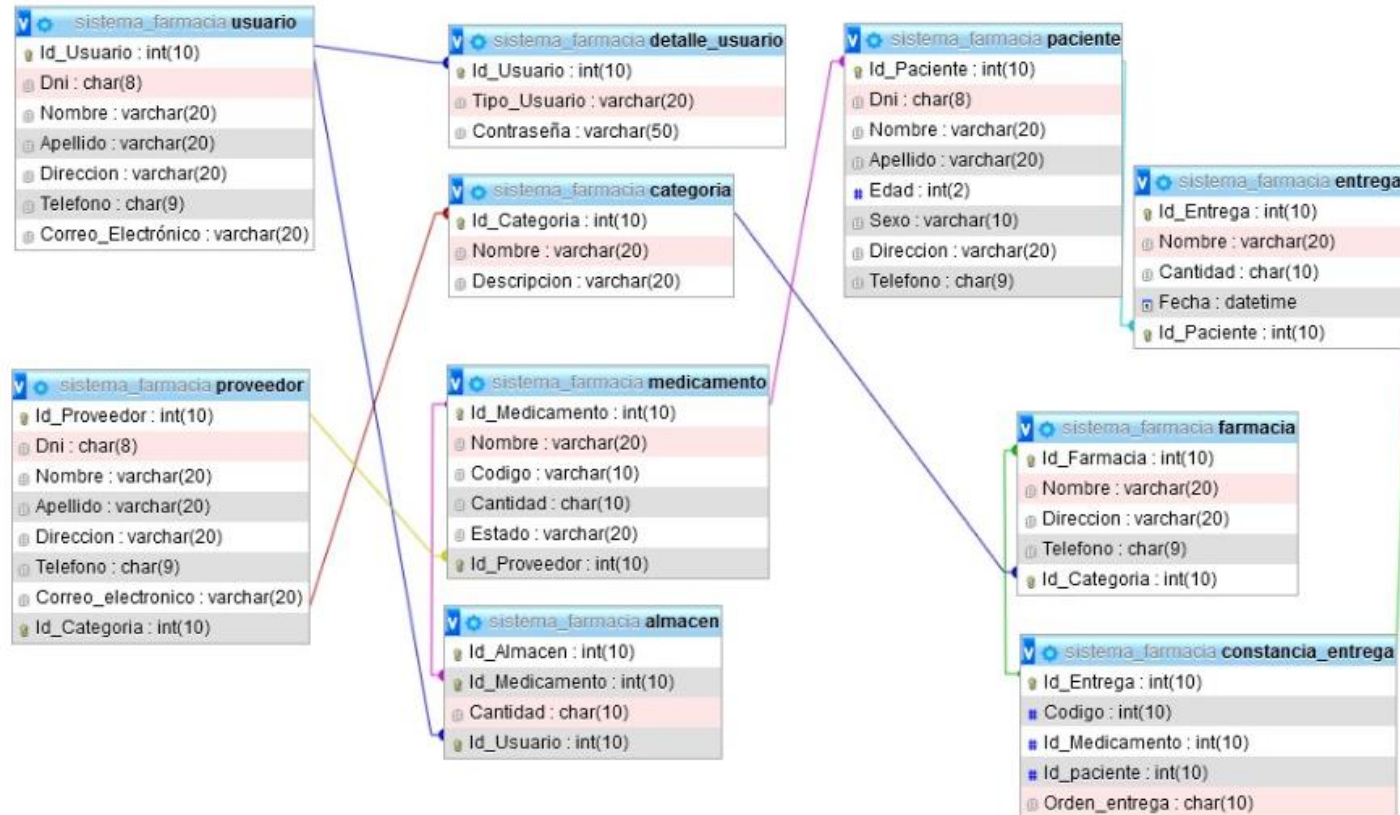 sistema_farmacia usuario
Id_Usuario : int(10)
Dni : char(8)
Nombre : varchar(20)
Apellido : varchar(20)
Direccion : varchar(20)
Telefono : char(9)
Correo_Electrónico : varchar(20)
sistema_farmacia detalle_usuario
Id_Usuario : int(10)
Tipo_Usuario : varchar(20)
Contraseña : varchar(50)
sistema_farmacia paciente
Id_Paciente : int(10)
Dni : char(8)
Nombre : varchar(20)
Apellido : varchar(20)
Edad : int(2)
Sexo : varchar(10)
Direccion : varchar(20)
Telefono : char(9)
sistema_farmacia entrega
Id_Entrega : int(10)
Nombre : varchar(20)
Cantidad : char(10)
Fecha : datetime
Id_Paciente : int(10)
sistema_farmacia categoria
Id_Categoria : int(10)
Nombre : varchar(20)
Descripcion : varchar(20)
sistema_farmacia proveedor
Id_Proveedor : int(10)
Dni : char(8)
Nombre : varchar(20)
Apellido : varchar(20)
Direccion : varchar(20)
Telefono : char(9)
Correo_electronico : varchar(20)
Id_Categoria : int(10)
sistema_farmacia medicamento
Id_Medicamento : int(10)
Nombre : varchar(20)
Codigo : varchar(10)
Cantidad : char(10)
Estado : varchar(20)
Id_Proveedor : int(10)
sistema_farmacia farmacia
Id_Farmacia : int(10)
Nombre : varchar(20)
Direccion : varchar(20)
Telefono : char(9)
Id_Categoria : int(10)
sistema_farmacia almacen
Id_Almacen : int(10)
Id_Medicamento : int(10)
Cantidad : char(10)
Id_Usuario : int(10)
sistema_farmacia constancia_entrega
Id_Entrega : int(10)
Codigo : int(10)
Id_Medicamento : int(10)
Id_paciente : int(10)
Orden_entrega : char(10)